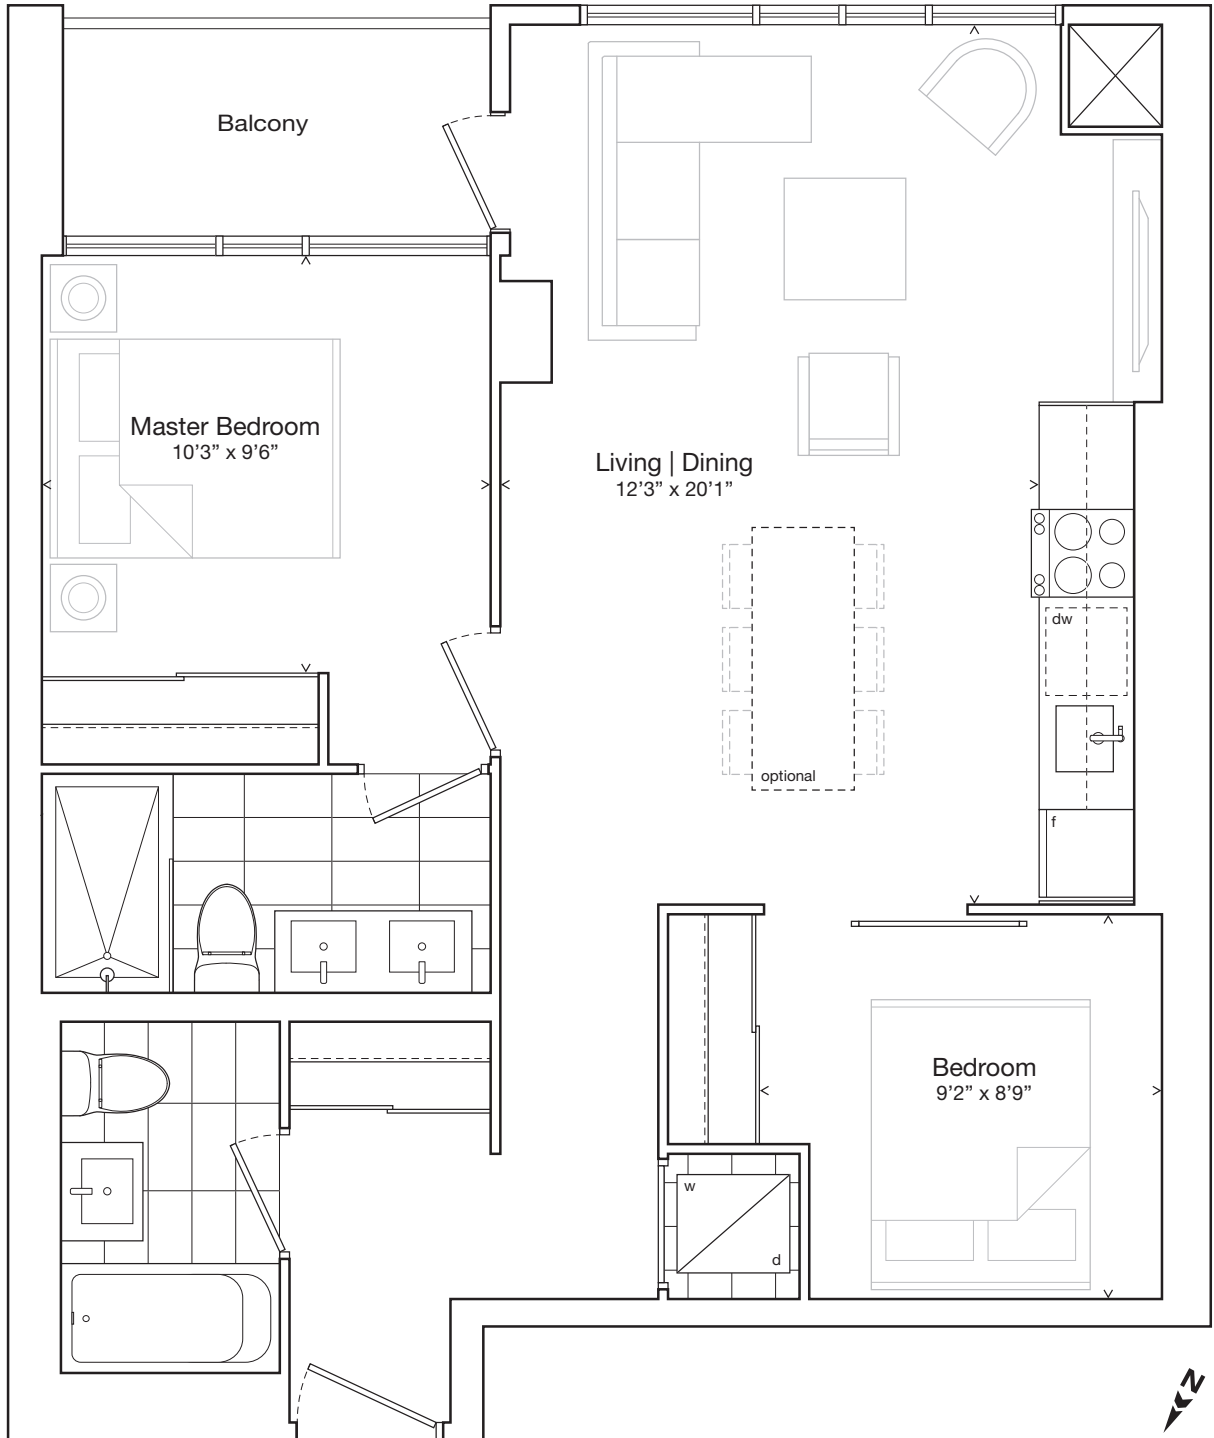 Balcony
Master Bedroom
10’3” x 9’6”
Living | Dining
12’3” x 20’1”
dw
optional
f
Bedroom
9’2” x 8’9”
w
d
N